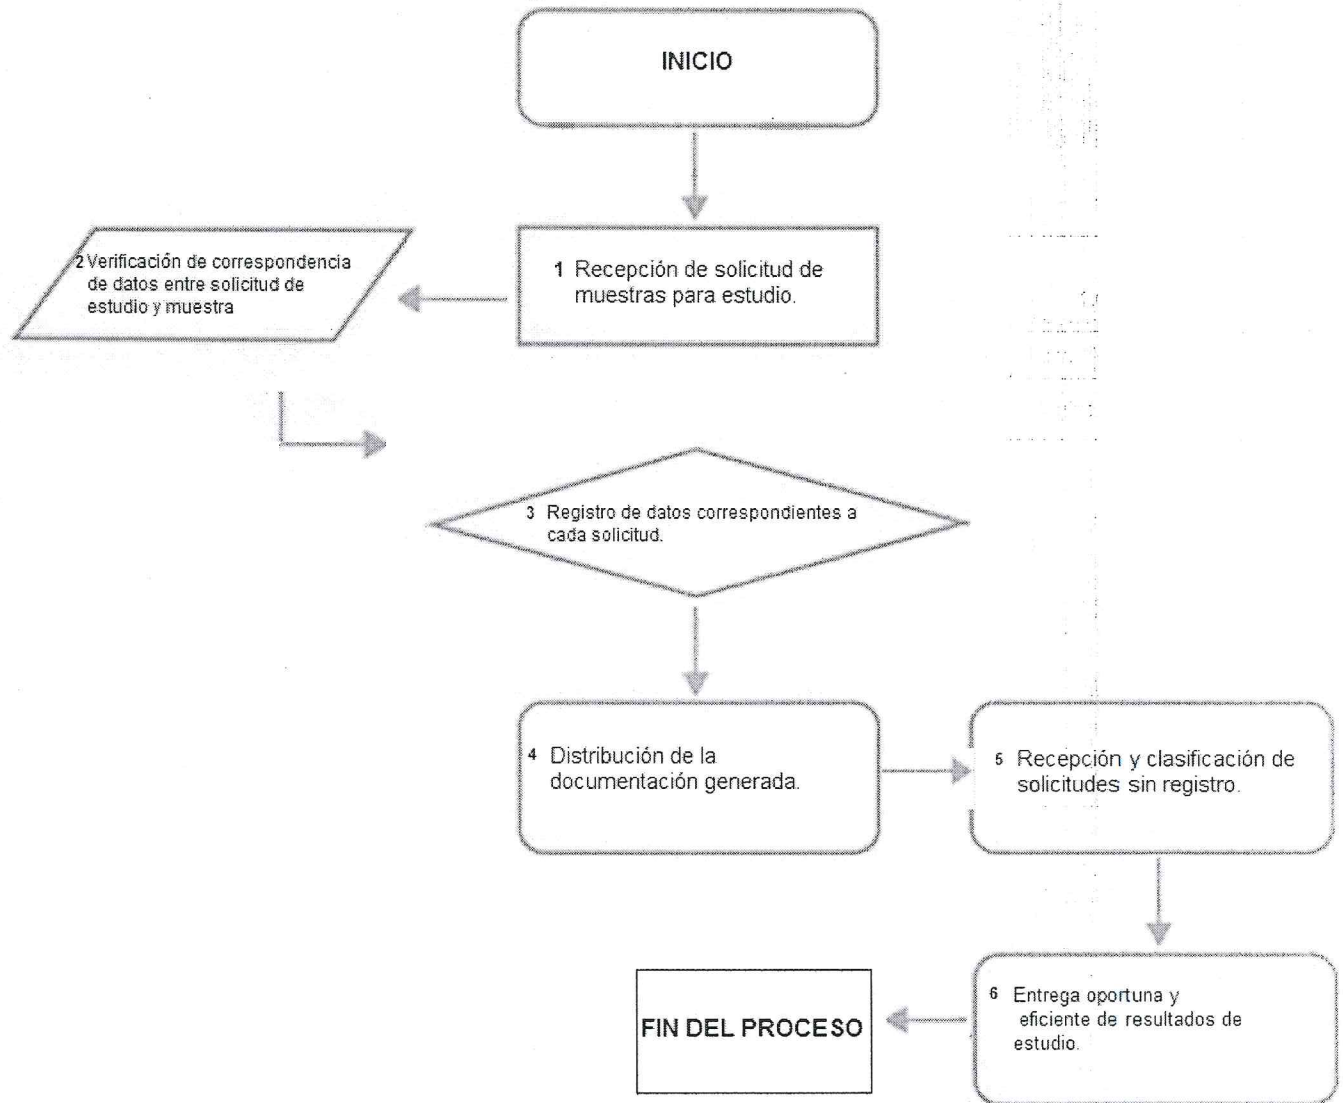 INICIO
1 Recepción de solicitud de
muestras para estudio.
2 Verificación de correspondencia
de datos entre solicitud de
estudio y muestra
3 Registro de datos correspondientes a
cada solicitud.
4 Distribución de la
documentación generada.
5 Recepción y clasificación de
solicitudes sin registro.
6 Entrega oportuna y
eficiente de resultados de
estudio.
FIN DEL PROCESO